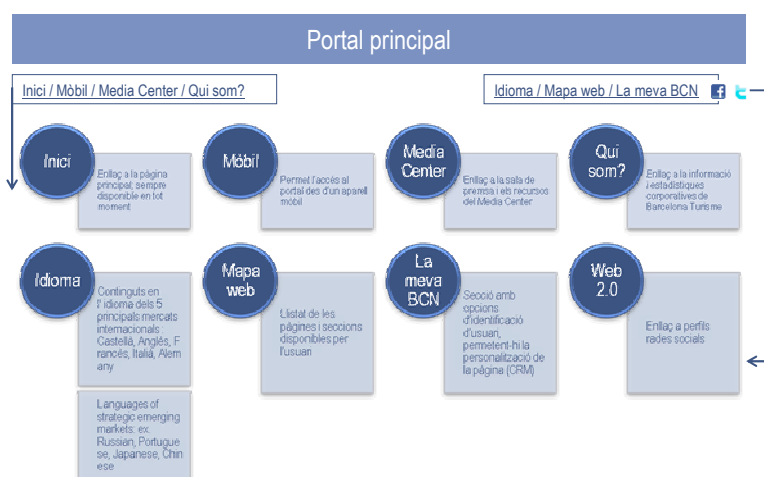 Portal principal
Inici / Mòbil / Media Center / Qui som?
Idioma / Mapa web / La meva BCN
Inici
Enllaç a la pàgina
principal, sempre
disponible en tot
moment
Mòbil
Permet l'accés al
portal des d'un aparell
mòbil
Media
Center
Enllaç a la sala de
premsa i els recursos
del Media Center
Qui
som?
Enllaç a la informació
i estadístiques
corporatives de
Barcelona Turisme
Idioma
Continguts en
l' idioma dels 5
principals mercats
internacionals :
Castellà, Anglès, F
rancés, Italià, Alem
any
Mapa
web
Llistat de les
pàgines i seccions
disponibles per
l'usuari
La
meva
BCN
Secció amb
opcions
d'identificació
d'usuari,
permetent-hi la
personalització de
la pàgina (CRM)
Web
2.0
Enllaç a perfils
xades socials
Languages of
strategic emerging
markets: ex.
Russian, Portugue
se, Japanese, Chin
ese